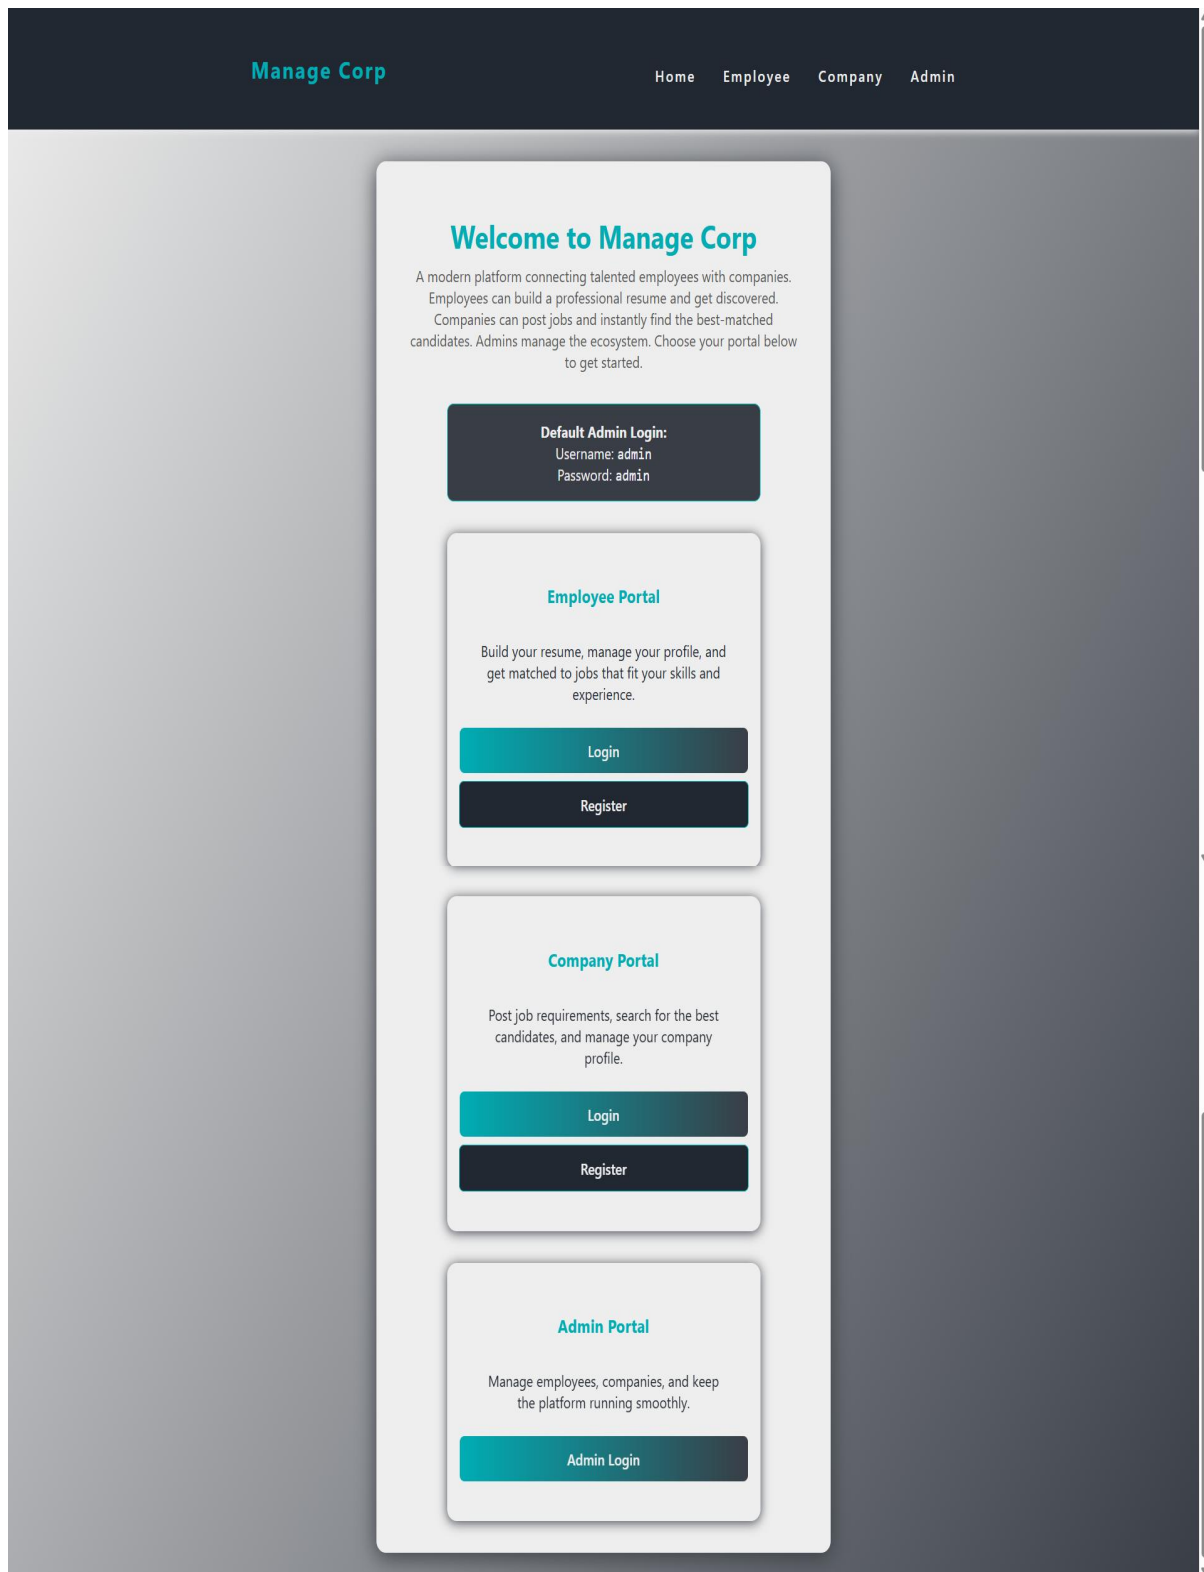 Manage Corp
Home Employee Company Admin
Welcome to Manage Corp
A modern platform connecting talented employees with companies.
Employees can build a professional resume and get discovered.
Companies can post jobs and instantly find the best-matched
candidates. Admins manage the ecosystem. Choose your portal below
to get started.
Default Admin Login:
Username: admin
Password: admin
Employee Portal
Build your resume, manage your profile, and
get matched to jobs that fit your skills and
experience.
Login
Register
Company Portal
Post job requirements, search for the best
candidates, and manage your company
profile.
Login
Register
Admin Portal
Manage employees, companies, and keep
the platform running smoothly.
Admin Login